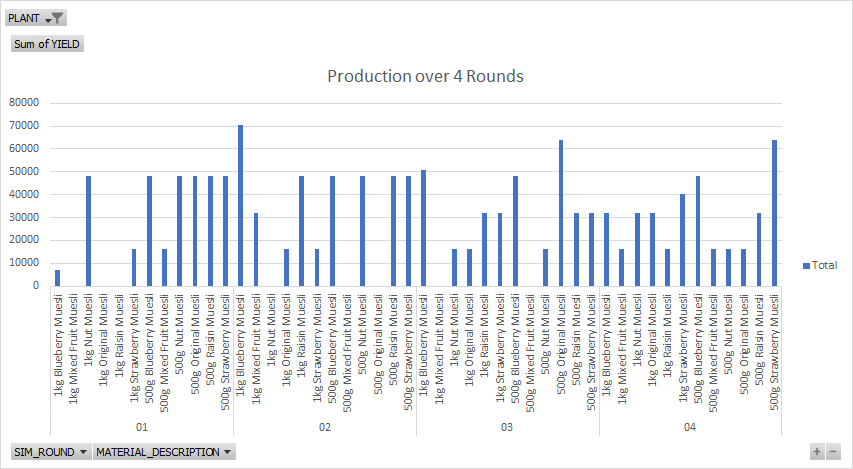 PLANT
Sum of YIELD
Production over 4 Rounds
80000
70000
60000
50000
40000
30000
20000
10000
0
Total
1kg Blueberry Muesli
1kg Mixed Fruit Muesli
1kg Nut Muesli
1kg Original Muesli
1kg Raisin Muesli
1kg Strawberry Muesli
500g Blueberry Muesli
500g Mixed Fruit Muesli
500g Nut Muesli
500g Original Muesli
500g Raisin Muesli
500g Strawberry Muesli
1kg Blueberry Muesli
1kg Mixed Fruit Muesli
1kg Nut Muesli
1kg Original Muesli
1kg Raisin Muesli
1kg Strawberry Muesli
500g Blueberry Muesli
500g Mixed Fruit Muesli
500g Nut Muesli
500g Original Muesli
500g Raisin Muesli
500g Strawberry Muesli
1kg Blueberry Muesli
1kg Mixed Fruit Muesli
1kg Nut Muesli
1kg Original Muesli
1kg Raisin Muesli
1kg Strawberry Muesli
500g Blueberry Muesli
500g Mixed Fruit Muesli
500g Nut Muesli
500g Original Muesli
500g Raisin Muesli
500g Strawberry Muesli
1kg Blueberry Muesli
1kg Mixed Fruit Muesli
1kg Nut Muesli
1kg Original Muesli
1kg Raisin Muesli
1kg Strawberry Muesli
500g Blueberry Muesli
500g Mixed Fruit Muesli
500g Nut Muesli
500g Original Muesli
500g Raisin Muesli
500g Strawberry Muesli
01 02 03 04
SIM_ROUND MATERIAL_DESCRIPTION